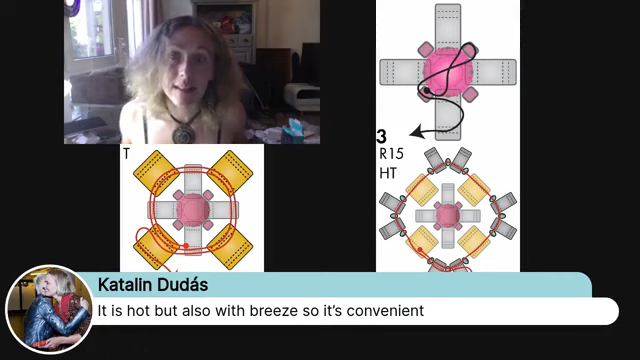 3
T
R15
HT
Katalin Dudás
It is hot but also with breeze so it's convenient